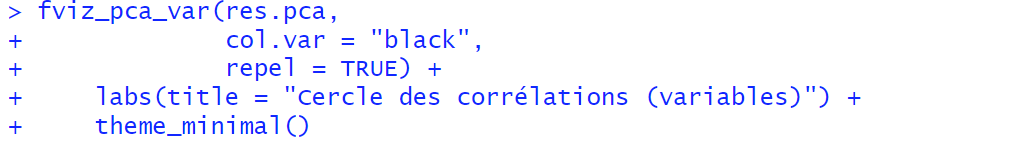 > fviz_pca_var(res.pca,
+              col.var = "black",
+              repel = TRUE) +
+     labs(title = "Cercle des corrélations (variables)") +
+     theme_minimal()